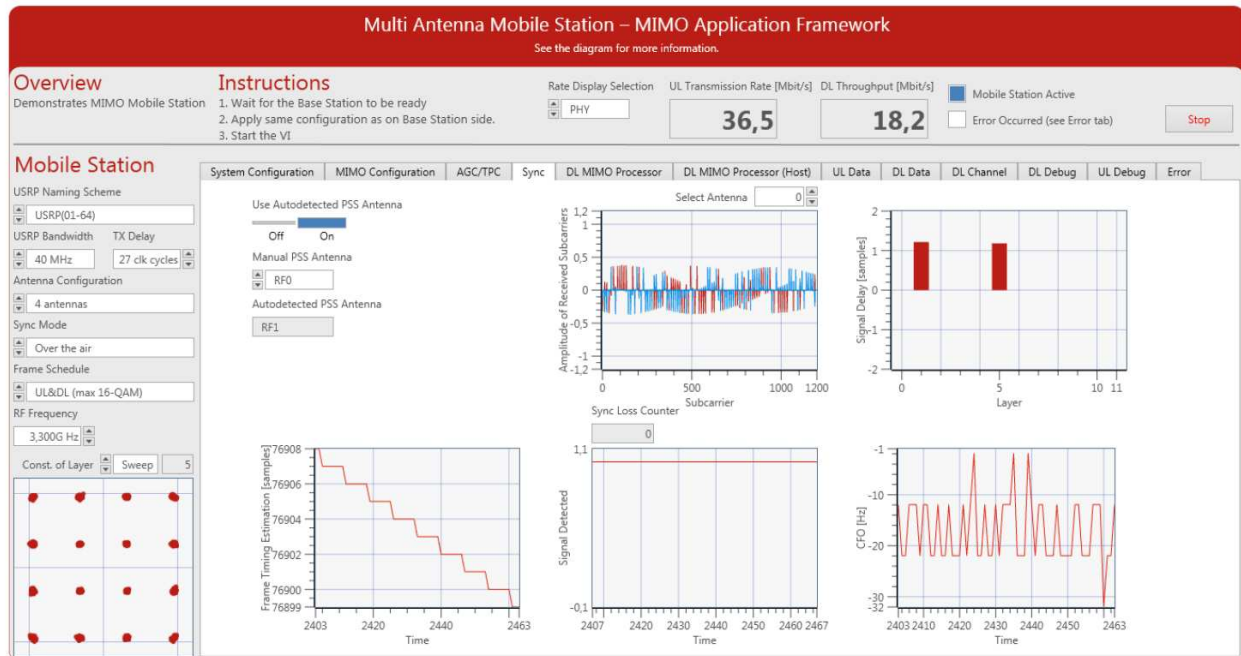 Multi Antenna Mobile Station – MIMO Application Framework
See the diagram for more information.
Overview
Demonstrates MIMO Mobile Station
Instructions
1. Wait for the Base Station to be ready
2. Apply same configuration as on Base Station side.
3. Start the VI
Rate Display Selection
PHY
UL Transmission Rate [Mbit/s]
36,5
DL Throughput [Mbit/s]
18,2
Mobile Station Active
Error Occurred (see Error tab)
Stop
Mobile Station
USRP Naming Scheme
USRP(01-64)
USRP Bandwidth TX Delay
40 MHz 27 clk cycles
Antenna Configuration
4 antennas
Sync Mode
Over the air
Frame Schedule
UL&DL (max 16-QAM)
RF Frequency
3,300G Hz
Const. of Layer Sweep 5
System Configuration MIMO Configuration AGC/TPC Sync DL MIMO Processor DL MIMO Processor (Host) UL Data DL Data DL Channel DL Debug UL Debug Error
Use Autodetected PSS Antenna
Off On
Manual PSS Antenna
RF0
Autodetected PSS Antenna
RF1
Select Antenna 0
Amplitude of Received Subcarriers
1,2
1
0,5
0
-0,5
-1
-1,2
0 500 1000 1200
Subcarrier
Signal Delay [samples]
2
1
0
-1
-2
0 5 10 11
Layer
Sync Loss Counter
0
Frame Timing Estimation [samples]
76908
76906
76904
76902
76900
76899
2403 2420 2440 2463
Time
Signal Detected
1,1
-0,1
2407 2420 2430 2440 2450 2460 2467
Time
CFO [Hz]
-1
-10
-20
-30
-32
2403 2410 2420 2430 2440 2450 2463
Time